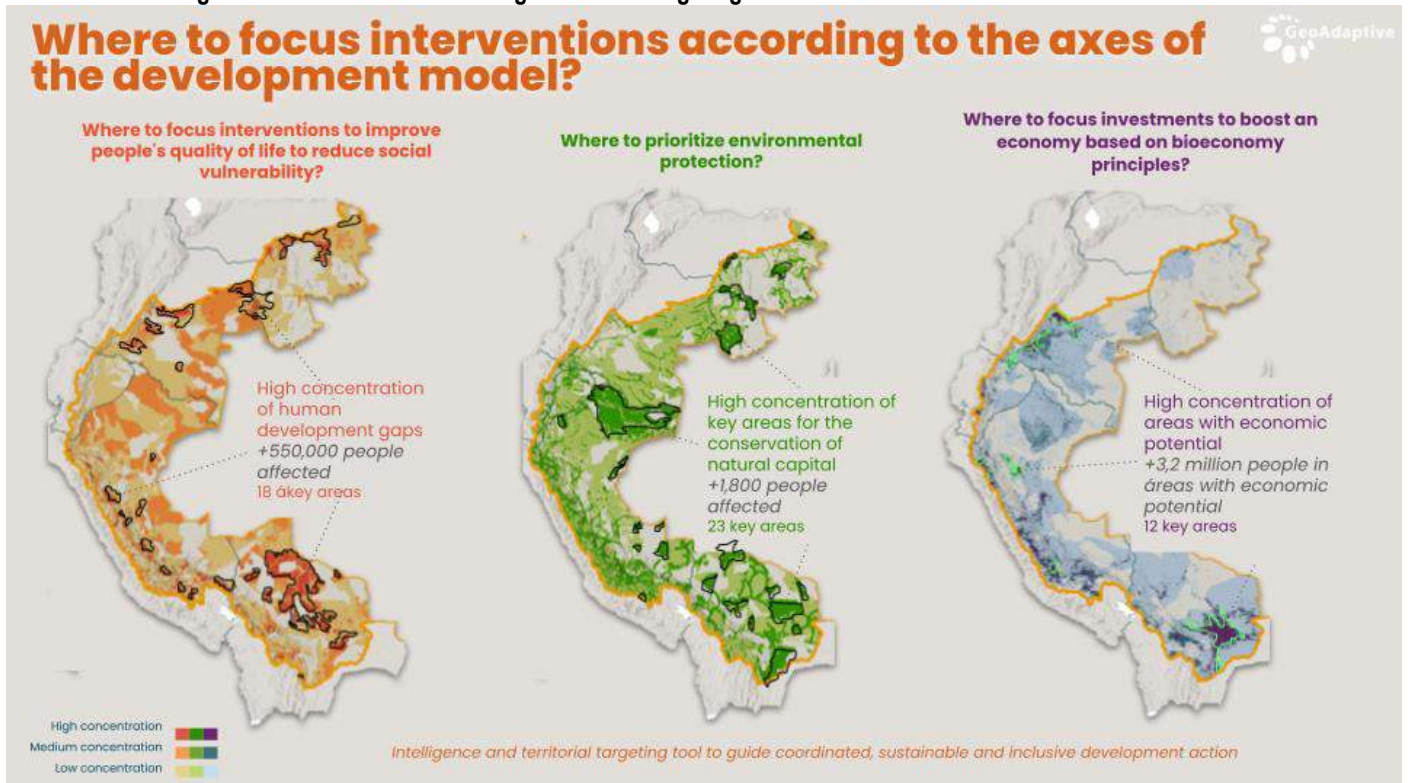 Where to focus interventions according to the axes of
the development model?
GeoAdaptive
Where to focus interventions to improve
people's quality of life to reduce social
vulnerability?
Where to prioritize environmental
protection?
Where to focus investments to boost an
economy based on bioeconomy
principles?
High concentration
of human
development gaps
+550,000 people
affected
18 ákey areas
High concentration of
key areas for the
conservation of
natural capital
+1,800 people
affected
23 key areas
High concentration of
areas with economic
potential
+3,2 million people in
áreas with economic
potential
12 key areas
High concentration
Medium concentration
Low concentration
Intelligence and territorial targeting tool to guide coordinated, sustainable and inclusive development action